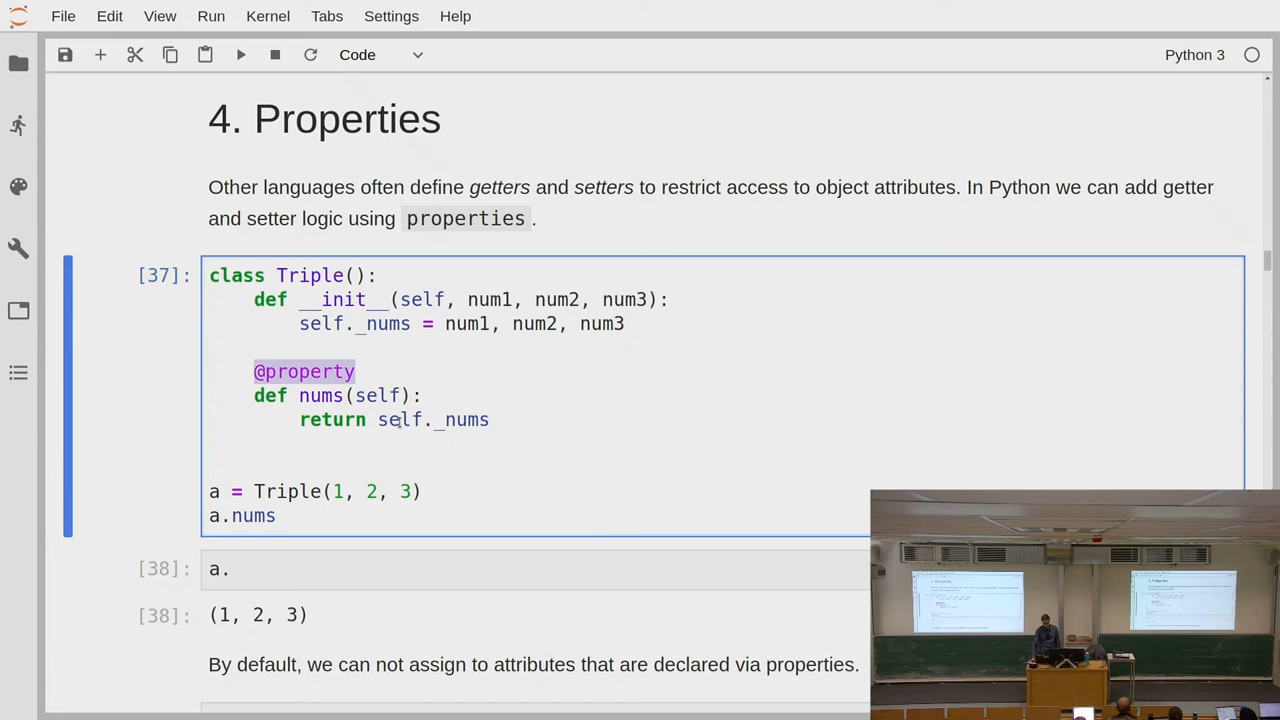 File Edit View Run Kernel Tabs Settings Help
Code Python 3
4. Properties
Other languages often define getters and setters to restrict access to object attributes. In Python we can add getter
and setter logic using properties.
[37]: class Triple():
def __init__(self, num1, num2, num3):
self._nums = num1, num2, num3
@property
def nums(self):
return self._nums
a = Triple(1, 2, 3)
a.nums
[38]: a.
[38]: (1, 2, 3)
By default, we can not assign to attributes that are declared via properties.